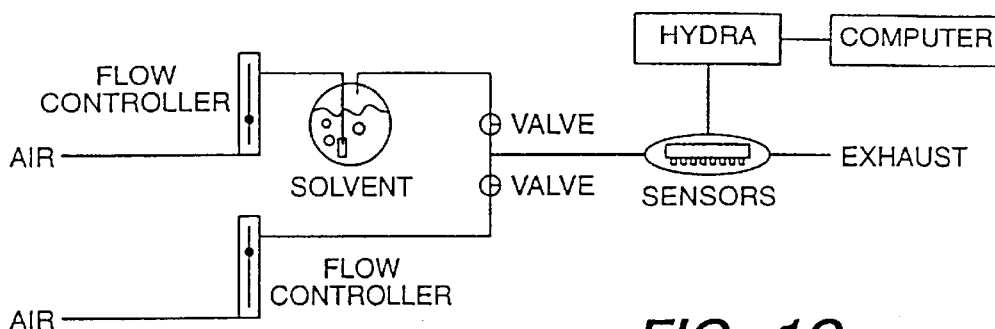 HYDRA
COMPUTER
FLOW
CONTROLLER
AIR
SOLVENT
VALVE
VALVE
SENSORS
EXHAUST
FLOW
CONTROLLER
AIR